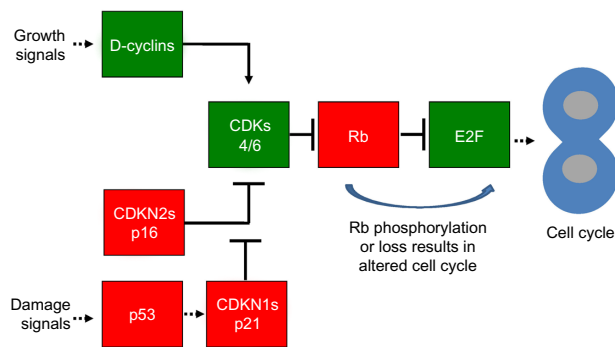 Growth
signals
D-cyclins
CDKs
4/6
Rb
E2F
CDKN2s
p16
Rb phosphorylation
or loss results in
altered cell cycle
Cell cycle
Damage
signals
p53
CDKN1s
p21